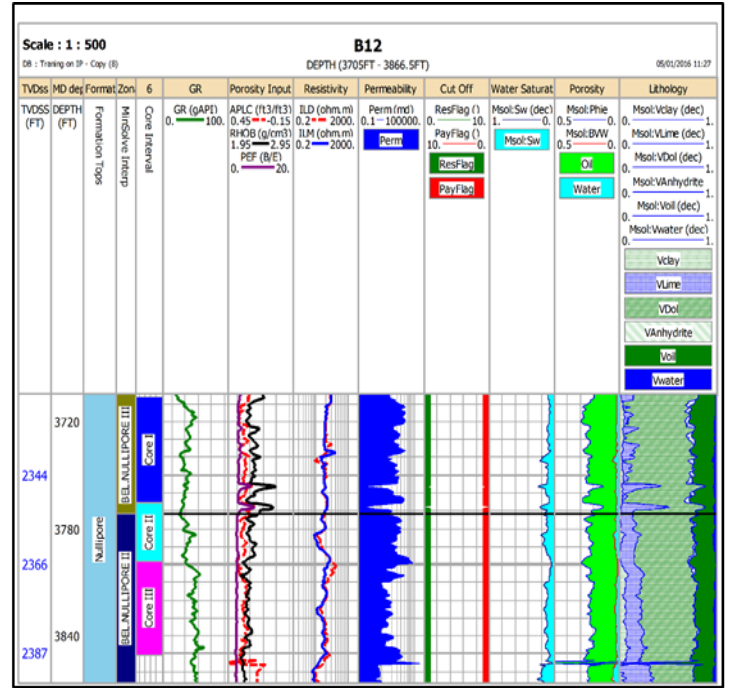 Scale : 1 : 500
B12
DB : Traning on IP - Copy (8)
DEPTH (3705FT - 3866.5FT)
05/01/2016 11:27
TVDss
MD dep
Format
Zon
6
GR
Porosity Input
Resistivity
Permeability
Cut Off
Water Saturat
Porosity
Lithology
TVDSS
(FT)
DEPTH
(FT)
Formation Tops
MinSolve Interp
Core Interval
GR (gAPI)
0. 100.
APLC (ft3/ft3)
0.45 -0.15
RHOB (g/cm3)
1.95 2.95
PEF (B/E)
0. 20.
ILD (ohm.m)
0.2 2000.
ILM (ohm.m)
0.2 2000.
Perm (md)
0.1 100000.
Perm
ResFlag ()
0. 10.
PayFlag ()
10. 0.
ResFlag
PayFlag
Msol:Sw (dec)
1. 0.
Msol:Sw
Msol:Phie
0.5 0.
Msol:BVW
0.5 0.
Oil
Water
Msol:Vclay (dec)
0. 1.
Msol:VLime (dec)
0. 1.
Msol:VDol (dec)
0. 1.
Msol:VAnhydrite
0. 1.
Msol:Voil (dec)
0. 1.
Msol:Vwater (dec)
0. 1.
Vclay
VLime
VDol
VAnhydrite
Voil
Vwater
3720
2344
3780
2366
3840
2387
Nullipore
BEL.NULLIPORE III
BEL.NULLIPORE II
Core I
Core II
Core III